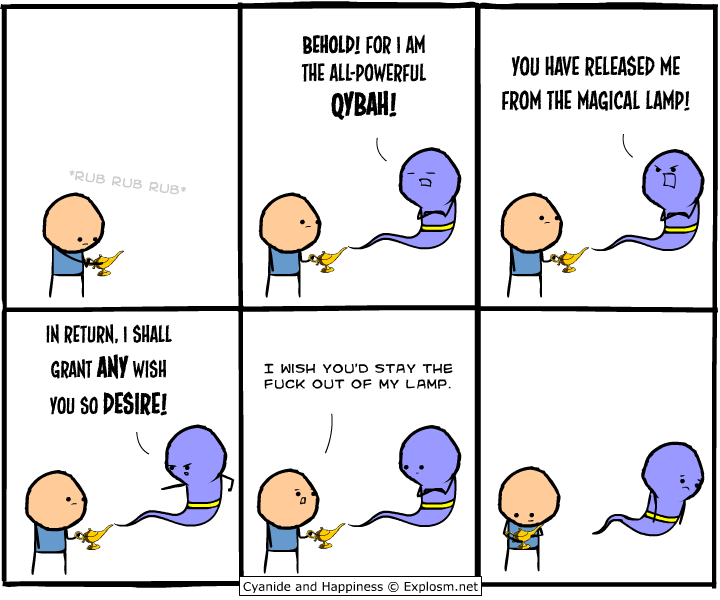 *RUB RUB RUB*
BEHOLD! FOR I AM
THE ALL-POWERFUL
QYBAH!
YOU HAVE RELEASED ME
FROM THE MAGICAL LAMP!
IN RETURN, I SHALL
GRANT ANY WISH
YOU SO DESIRE!
I WISH YOU'D STAY THE
FUCK OUT OF MY LAMP.
Cyanide and Happiness © Explosm.net